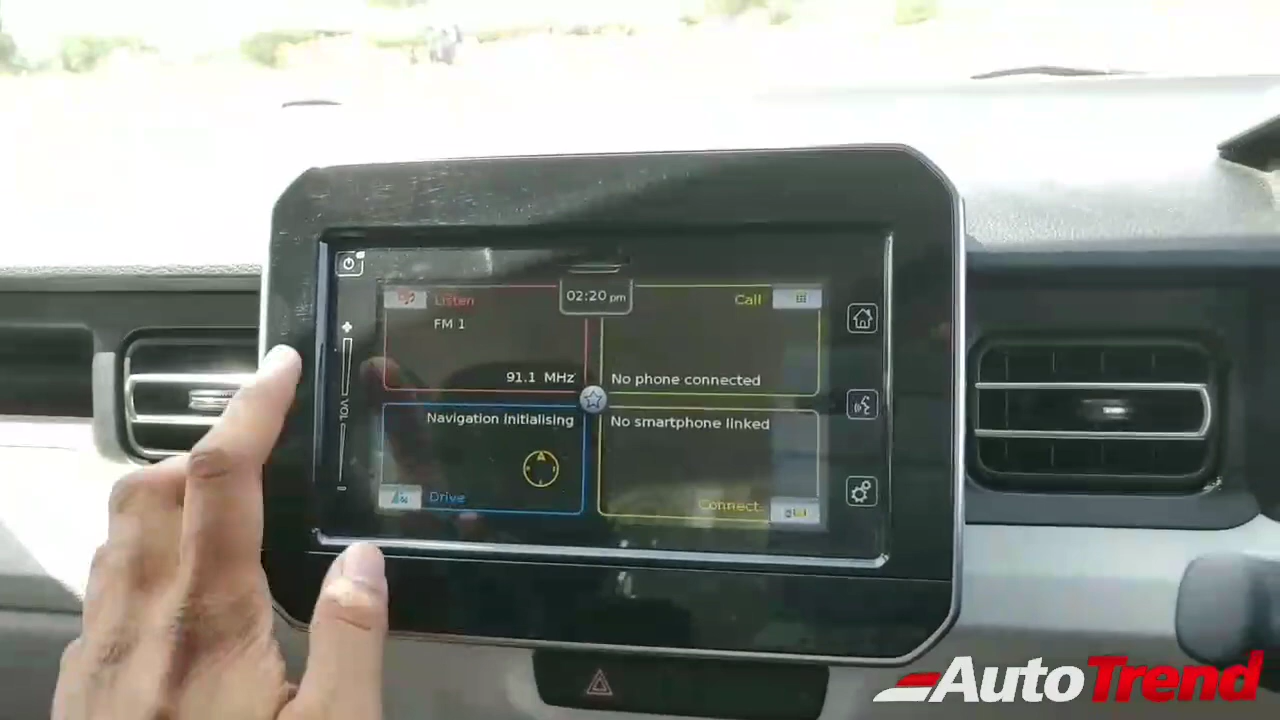 Listen
FM 1
91.1 MHz
02:20 pm
Call
No phone connected
VOL
Navigation initialising
Drive
No smartphone linked
Connect
AutoTrend